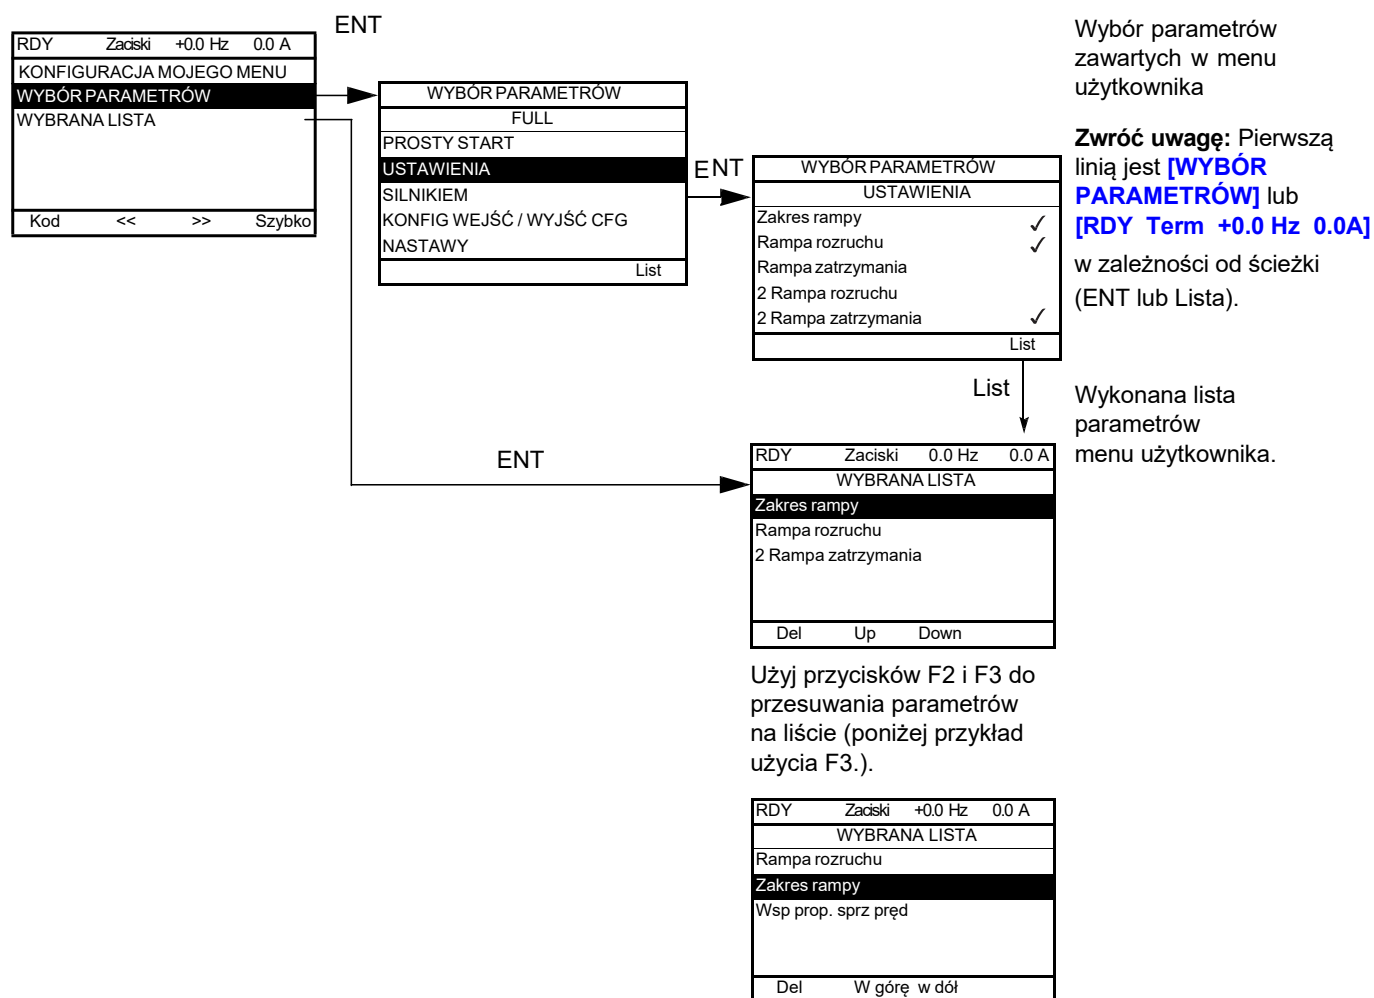 ENT
RDY Zaciski +0.0 Hz 0.0 A
KONFIGURACJA MOJEGO MENU
WYBÓR PARAMETRÓW
WYBRANA LISTA
Kod << >> Szybko
WYBÓR PARAMETRÓW
FULL
PROSTY START
USTAWIENIA
SILNIKIEM
KONFIG WEJŚĆ / WYJŚĆ CFG
NASTAWY
List
ENT
WYBÓR PARAMETRÓW
USTAWIENIA
Zakres rampy ✓
Rampa rozruchu ✓
Rampa zatrzymania
2 Rampa rozruchu
2 Rampa zatrzymania ✓
List
Wybór parametrów
zawartych w menu
użytkownika
Zwróć uwagę: Pierwszą
linią jest [WYBÓR
PARAMETRÓW] lub
[RDY Term +0.0 Hz 0.0A]
w zależności od ścieżki
(ENT lub Lista).
List
ENT
RDY Zaciski 0.0 Hz 0.0 A
WYBRANA LISTA
Zakres rampy
Rampa rozruchu
2 Rampa zatrzymania
Del Up Down
Wykonana lista
parametrów
menu użytkownika.
Użyj przycisków F2 i F3 do
przesuwania parametrów
na liście (poniżej przykład
użycia F3.).
RDY Zaciski +0.0 Hz 0.0 A
WYBRANA LISTA
Rampa rozruchu
Zakres rampy
Wsp prop. sprz pręd
Del W górę w dół